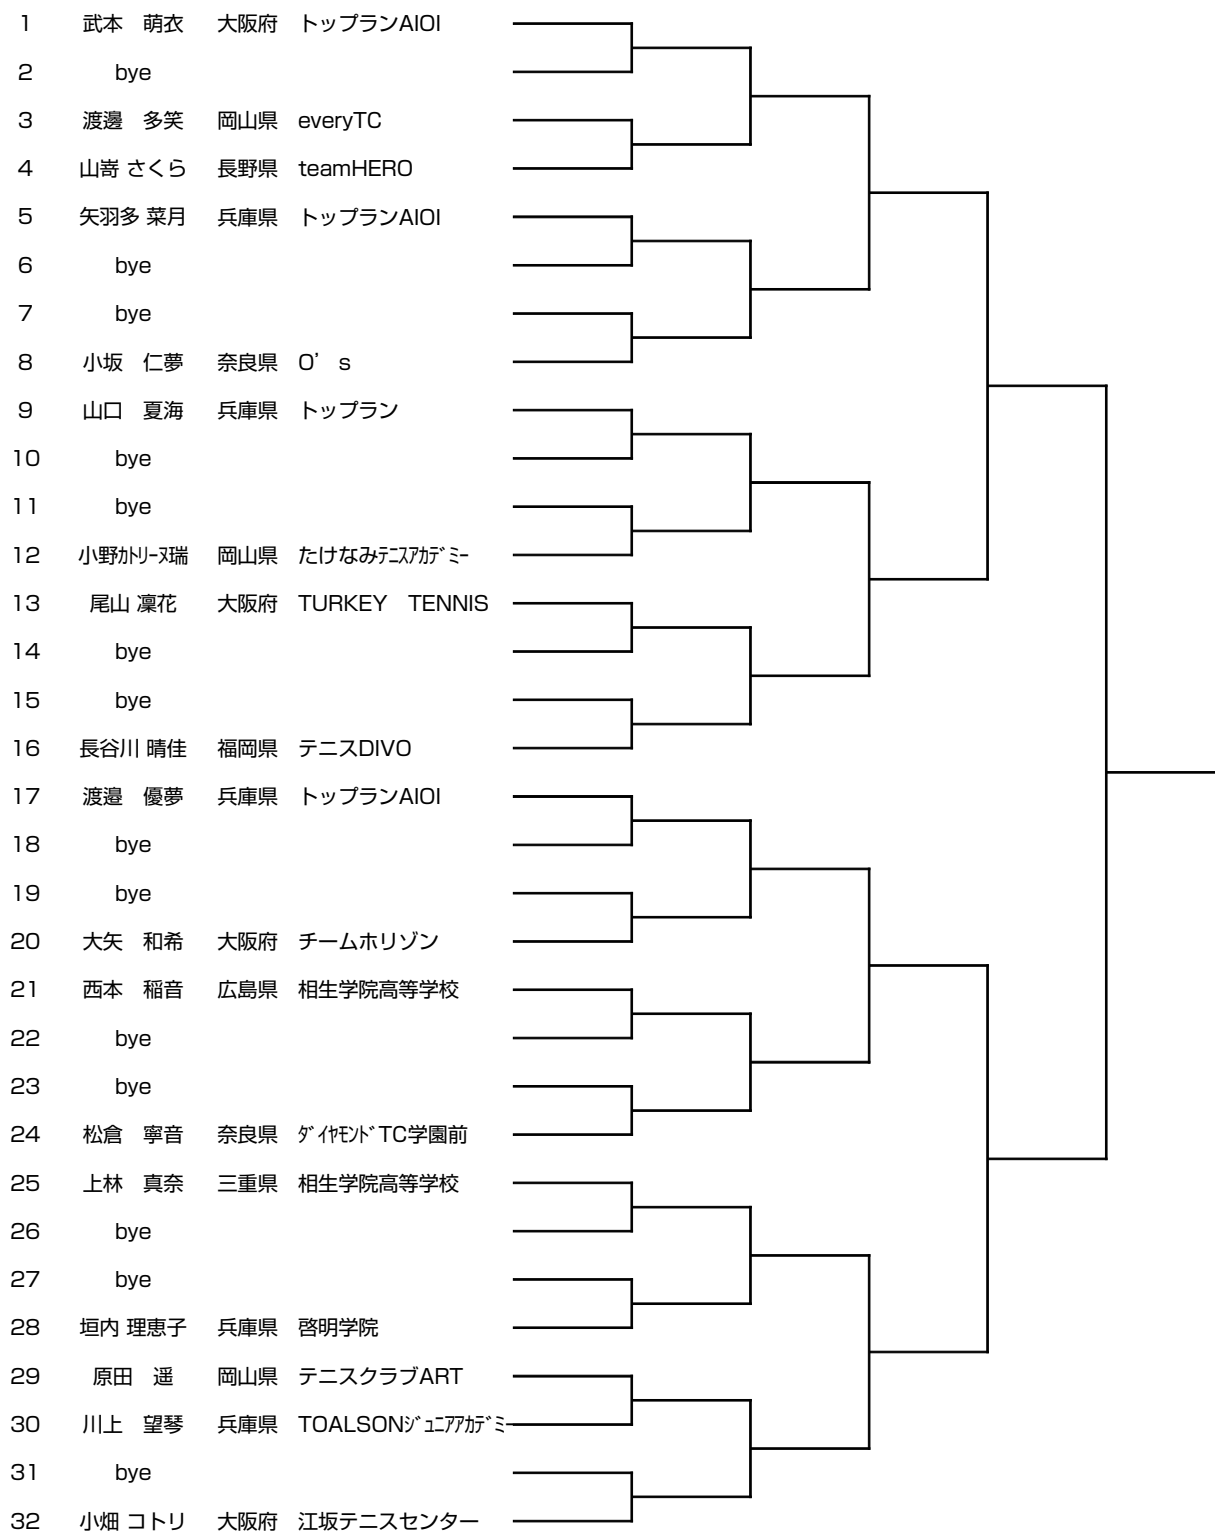 1 武本 萌衣 大阪府 トップランAIOI
2 bye
3 渡邊 多笑 岡山県 everyTC
4 山嵜 さくら 長野県 teamHERO
5 矢羽多 菜月 兵庫県 トップランAIOI
6 bye
7 bye
8 小坂 仁夢 奈良県 O’s
9 山口 夏海 兵庫県 トップラン
10 bye
11 bye
12 小野ｶﾄﾘｰﾇ瑞 岡山県 たけなみﾃﾆｽｱｶﾃﾞﾐｰ
13 尾山 凜花 大阪府 TURKEY TENNIS
14 bye
15 bye
16 長谷川 晴佳 福岡県 テニスDIVO
17 渡邉 優夢 兵庫県 トップランAIOI
18 bye
19 bye
20 大矢 和希 大阪府 チームホリゾン
21 西本 稲音 広島県 相生学院高等学校
22 bye
23 bye
24 松倉 寧音 奈良県 ﾀﾞｲﾔﾓﾝﾄﾞTC学園前
25 上林 真奈 三重県 相生学院高等学校
26 bye
27 bye
28 垣内 理恵子 兵庫県 啓明学院
29 原田 遥 岡山県 テニスクラブART
30 川上 望琴 兵庫県 TOALSONｼﾞｭﾆｱｱｶﾃﾞﾐｰ
31 bye
32 小畑 コトリ 大阪府 江坂テニスセンター